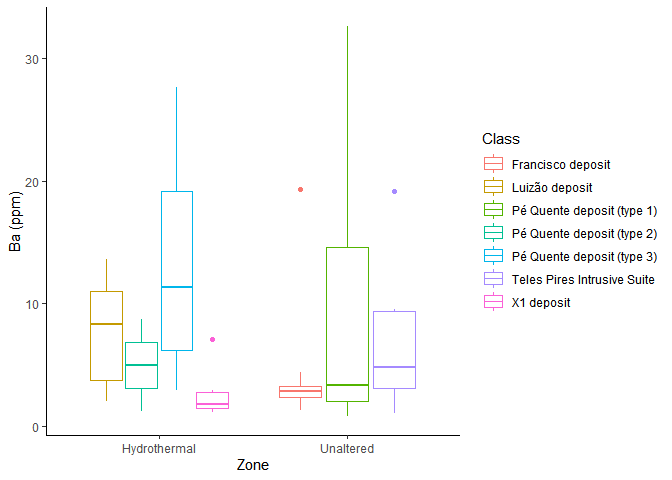 30
20
10
0
Ba (ppm)
Hydrothermal
Unaltered
Zone
Class
Francisco deposit
Luizão deposit
Pé Quente deposit (type 1)
Pé Quente deposit (type 2)
Pé Quente deposit (type 3)
Teles Pires Intrusive Suite
X1 deposit